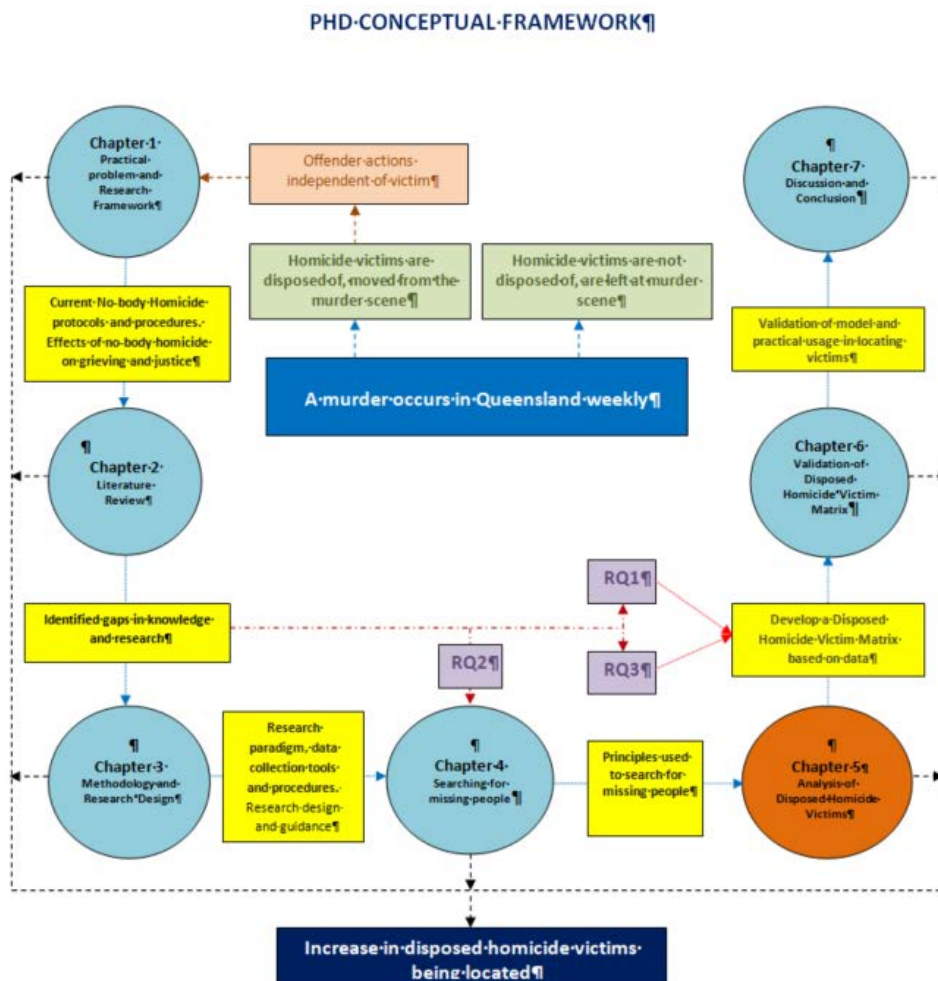 PHD·CONCEPTUAL·FRAMEWORK¶
Chapter·1·
Practical·
problem·and·
Research·
Framework¶
Offender·actions·
independent·of·victim¶
¶
Chapter·7·
Discussion·and·
Conclusion¶
Homicide·victims·are·
disposed·of,·moved·from·the·
murder·scene¶
Homicide·victims·are·not·
disposed·of,·are·left·at·murder·
scene¶
Current·No-body·Homicide·
protocols·and·procedures.·
Effects·of·no-body·homicide·
on·grieving·and·justice¶
Validation·of·model·and·
practical·usage·in·locating·
victims¶
A·murder·occurs·in·Queensland·weekly¶
¶
Chapter·2·
Literature·
Review¶
Chapter·6·
Validation·of·
Disposed·
Homicide°Victim·
Matrix¶
Identified·gaps·in·knowledge·
and·research¶
RQ1¶
RQ2¶
RQ3¶
Develop·a·Disposed·
Homicide·Victim·Matrix·
based·on·data¶
¶
Chapter·3·
Methodology·and·
Research°Design¶
Research·
paradigm,·data·
collection·tools·
and·procedures.·
Research·design·
and·guidance¶
¶
Chapter·4·
Searching·for·
missing·people¶
Principles·used·
to·search·for·
missing·people¶
¶
Chapter·5¶
Analysis·of·
Disposed·Homicide·
Victims¶
Increase·in·disposed·homicide·victims·
being·located¶